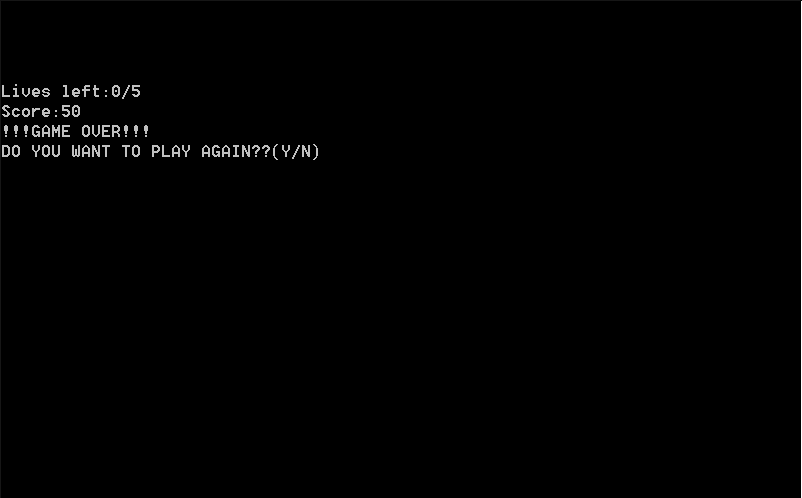 Lives left:0/5
Score:50
!!!GAME OVER!!!
DO YOU WANT TO PLAY AGAIN??(Y/N)